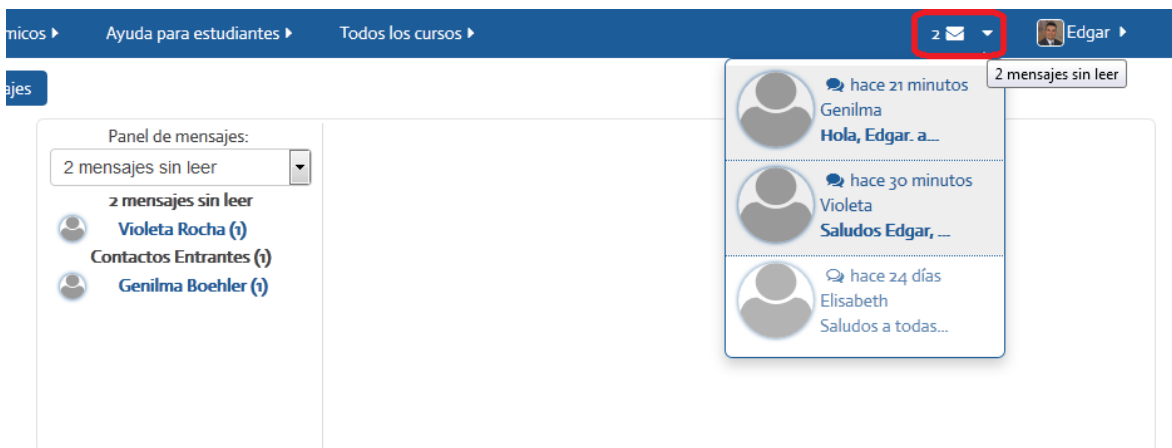 micos Ayuda para estudiantes Todos los cursos 2 Edgar
2 mensajes sin leer
ajes
Panel de mensajes:
2 mensajes sin leer
2 mensajes sin leer
Violeta Rocha (1)
Contactos Entrantes (1)
Genilma Boehler (1)
hace 21 minutos
Genilma
Hola, Edgar. a...
hace 30 minutos
Violeta
Saludos Edgar, ...
hace 24 días
Elisabeth
Saludos a todas...